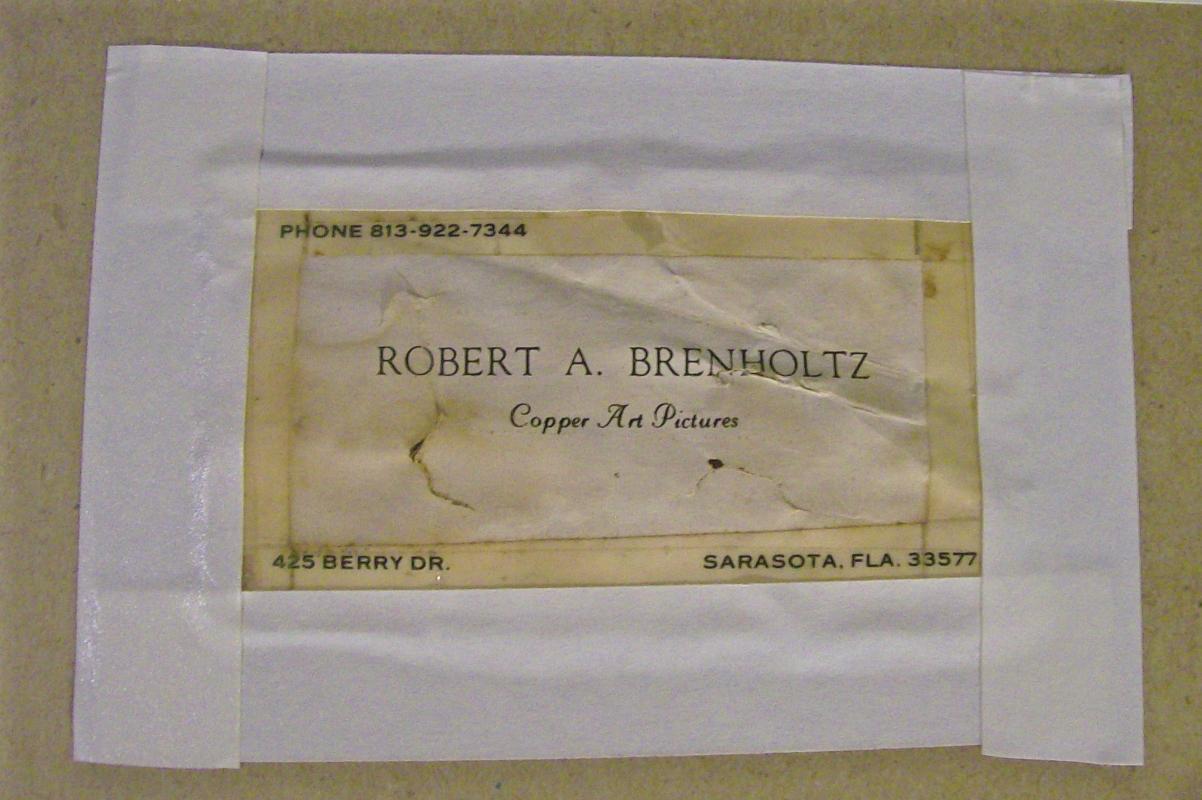 PHONE 813-922-7344
ROBERT A. BRENHOLTZ
Copper Art Pictures
425 BERRY DR. SARASOTA, FLA. 33577